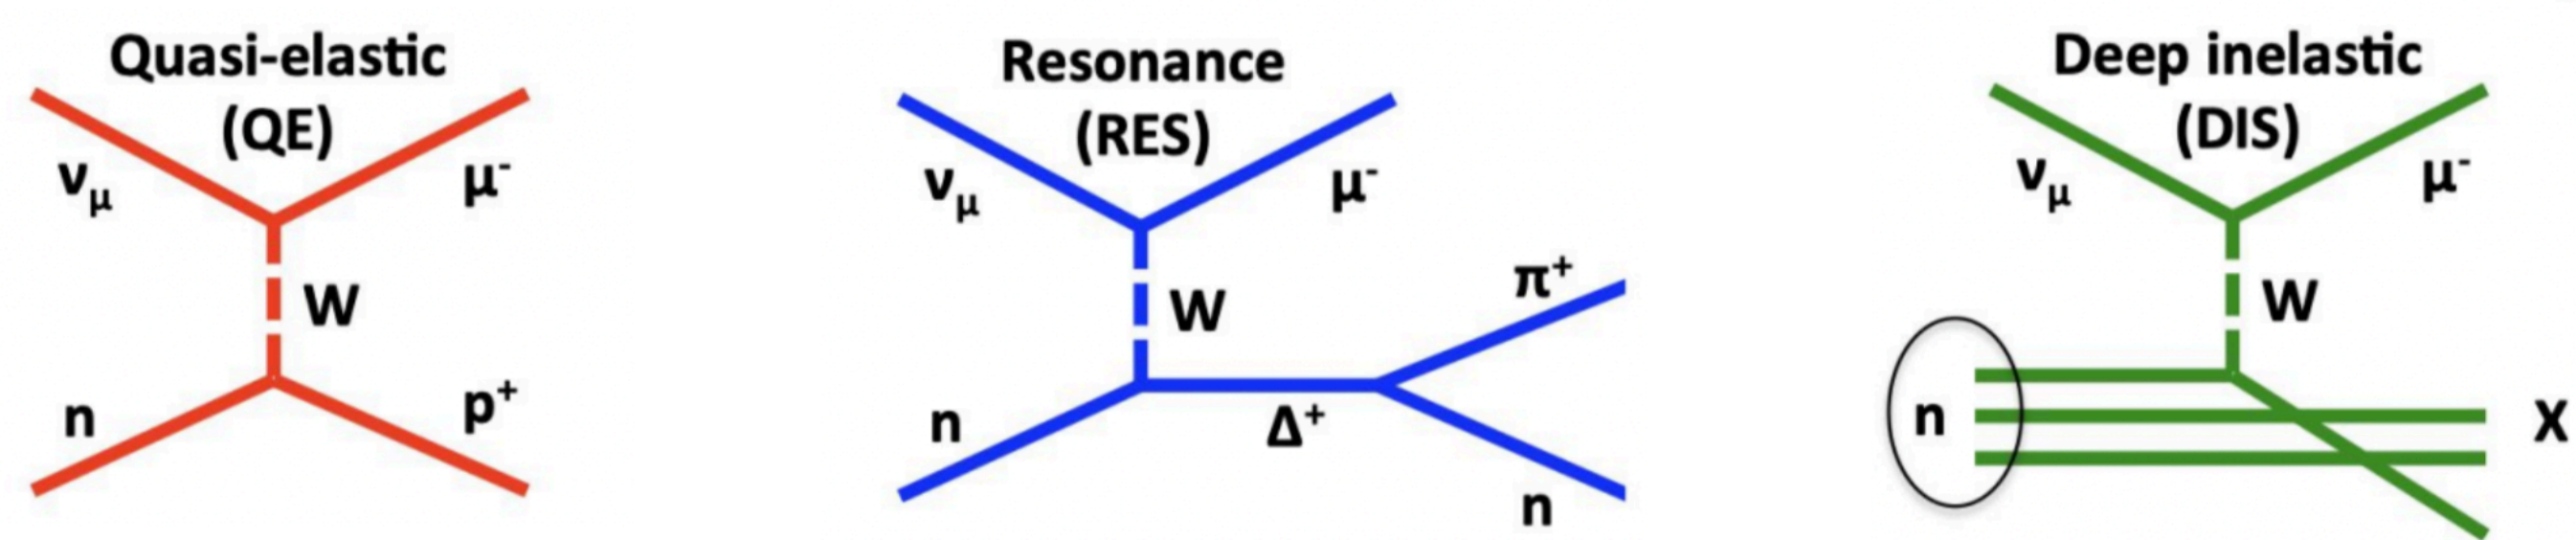 Quasi-elastic
(QE)
νμ
μ-
W
n
p+
Resonance
(RES)
νμ
μ-
W
π+
n
Δ+
n
Deep inelastic
(DIS)
νμ
μ-
W
n
X